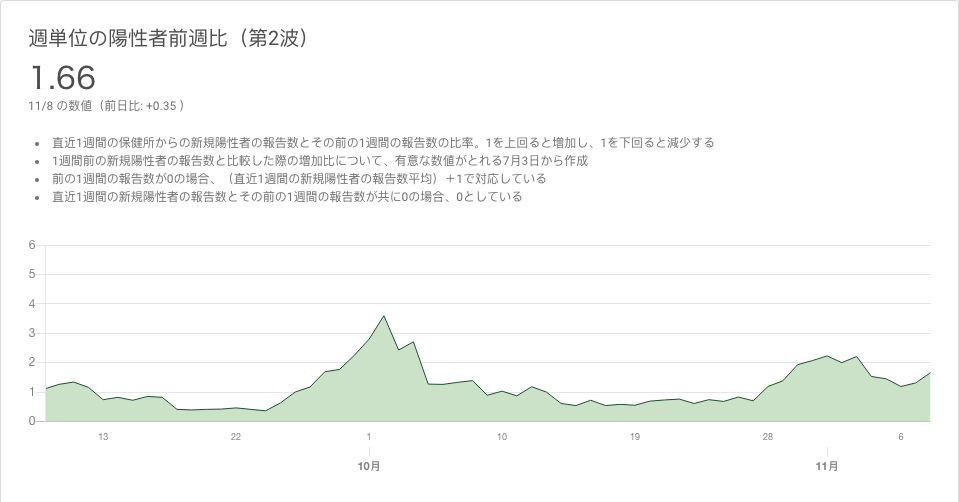 週単位の陽性者前週比（第2波）
1.66
11/8 の数値（前日比: +0.35 ）
• 直近1週間の保健所からの新規陽性者の報告数とその前の1週間の報告数の比率。1を上回ると増加し、1を下回ると減少する
• 1週間前の新規陽性者の報告数と比較した際の増加比について、有意な数値がとれる7月3日から作成
• 前の1週間の報告数が0の場合、（直近1週間の新規陽性者の報告数平均）＋1で対応している
• 直近1週間の新規陽性者の報告数とその前の1週間の報告数が共に0の場合、0としている
6
5
4
3
2
1
0
13 22 1 10 19 28 6
10月 11月